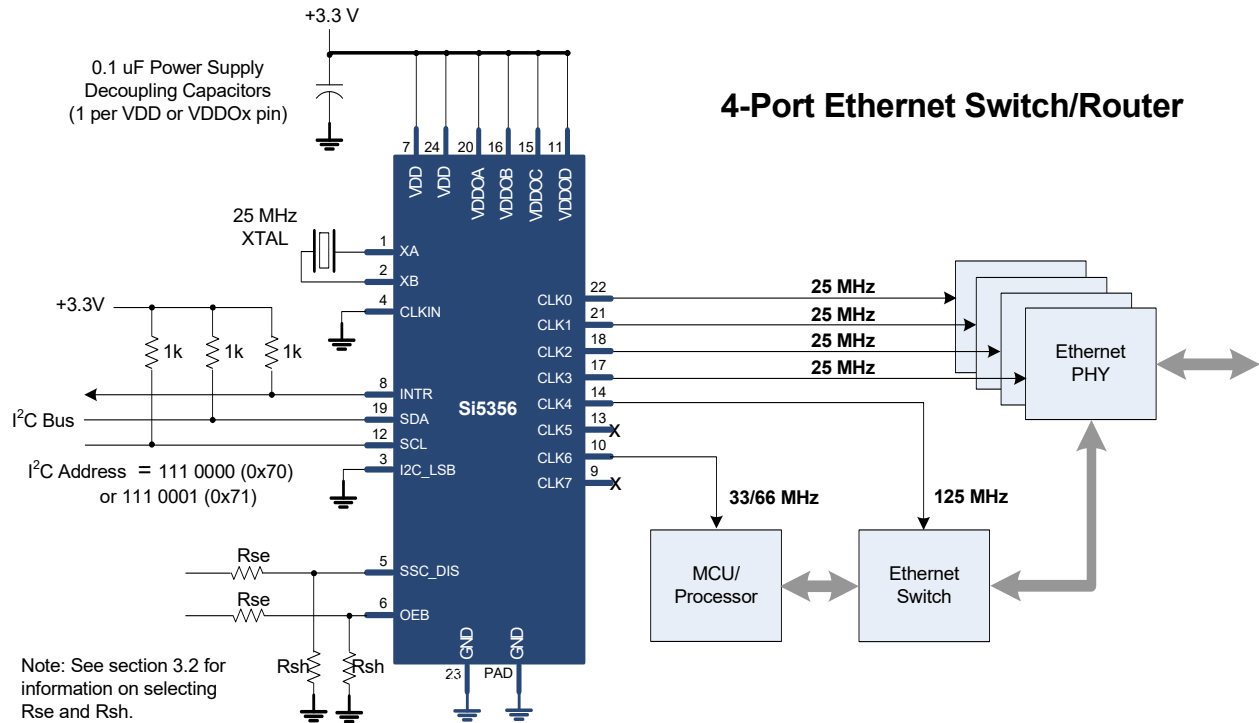 +3.3 V
0.1 uF Power Supply
Decoupling Capacitors
(1 per VDD or VDDOx pin)
4-Port Ethernet Switch/Router
7
24
20
16
15
11
VDD
VDD
VDDOA
VDDOB
VDDOC
VDDOD
25 MHz
XTAL
1
XA
2
XB
4
CLKIN
+3.3V
1k
1k
1k
8
INTR
19
SDA
12
SCL
3
I2C_LSB
I²C Bus
I²C Address = 111 0000 (0x70)
or 111 0001 (0x71)
Si5356
CLK0
22
25 MHz
CLK1
21
25 MHz
CLK2
18
25 MHz
CLK3
17
25 MHz
CLK4
14
CLK5
13
X
CLK6
10
CLK7
9
X
Ethernet
PHY
33/66 MHz
125 MHz
MCU/
Processor
Ethernet
Switch
Rse
5
SSC_DIS
Rse
6
OEB
Rsh
Rsh
GND
GND
23
PAD
Note: See section 3.2 for
information on selecting
Rse and Rsh.